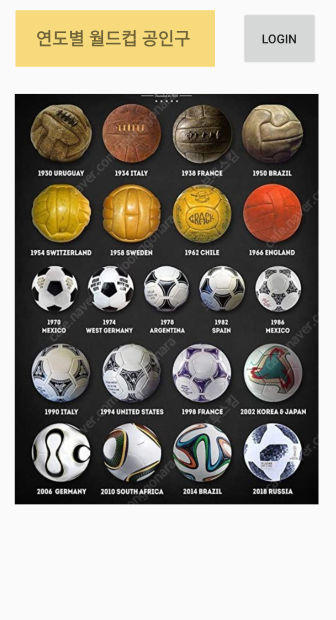 연도별 월드컵 공인구
LOGIN
1930 URUGUAY
1934 ITALY
1938 FRANCE
1950 BRAZIL
1954 SWITZERLAND
1958 SWEDEN
1962 CHILE
1966 ENGLAND
1970 MEXICO
1974 WEST GERMANY
1978 ARGENTINA
1982 SPAIN
1986 MEXICO
1990 ITALY
1994 UNITED STATES
1998 FRANCE
2002 KOREA & JAPAN
2006 GERMANY
2010 SOUTH AFRICA
2014 BRAZIL
2018 RUSSIA